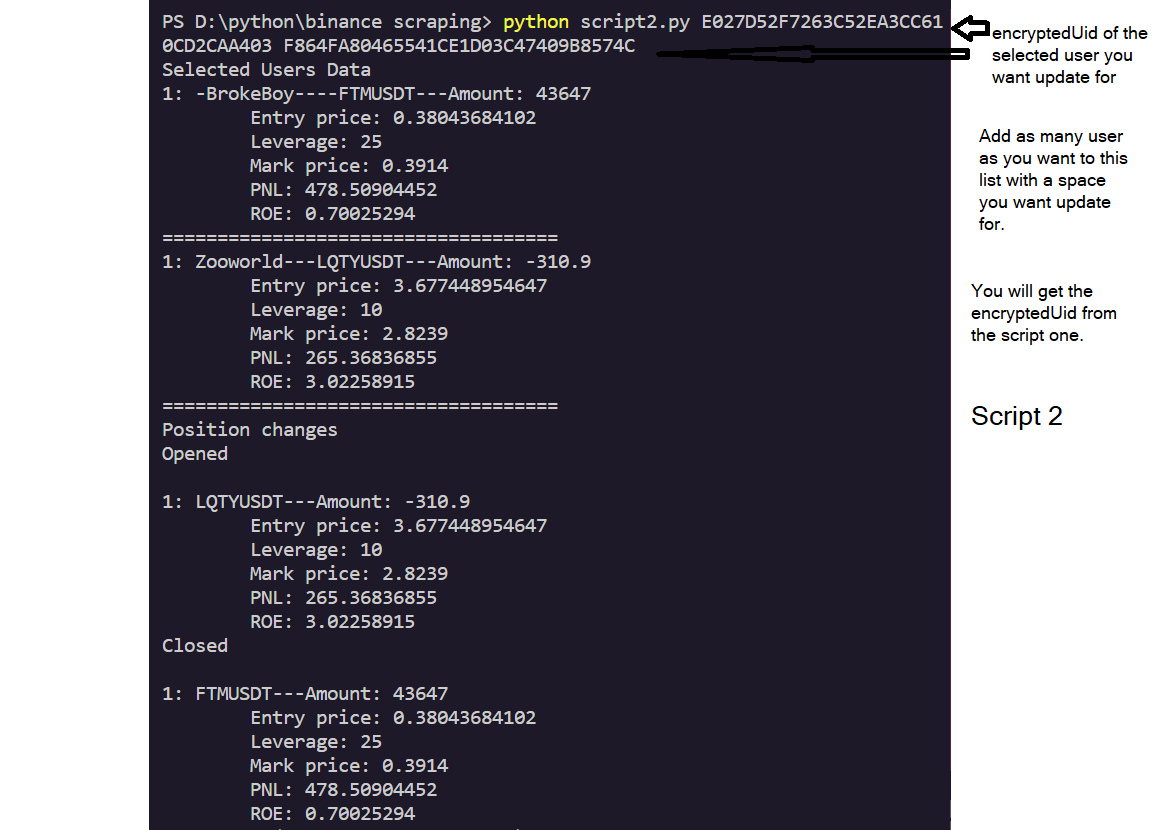 PS D:\python\binance scraping> python script2.py E027D52F7263C52EA3CC61
0CD2CAA403 F864FA80465541CE1D03C47409B8574C
Selected Users Data
1: -BrokeBoy----FTMUSDT---Amount: 43647
Entry price: 0.38043684102
Leverage: 25
Mark price: 0.3914
PNL: 478.50904452
ROE: 0.70025294
====================================
1: Zooworld---LQTYUSDT---Amount: -310.9
Entry price: 3.677448954647
Leverage: 10
Mark price: 2.8239
PNL: 265.36836855
ROE: 3.02258915
====================================
Position changes
Opened
1: LQTYUSDT---Amount: -310.9
Entry price: 3.677448954647
Leverage: 10
Mark price: 2.8239
PNL: 265.36836855
ROE: 3.02258915
Closed
1: FTMUSDT---Amount: 43647
Entry price: 0.38043684102
Leverage: 25
Mark price: 0.3914
PNL: 478.50904452
ROE: 0.70025294
encryptedUid of the
selected user you
want update for
Add as many user
as you want to this
list with a space
you want update
for.
You will get the
encryptedUid from
the script one.
Script 2